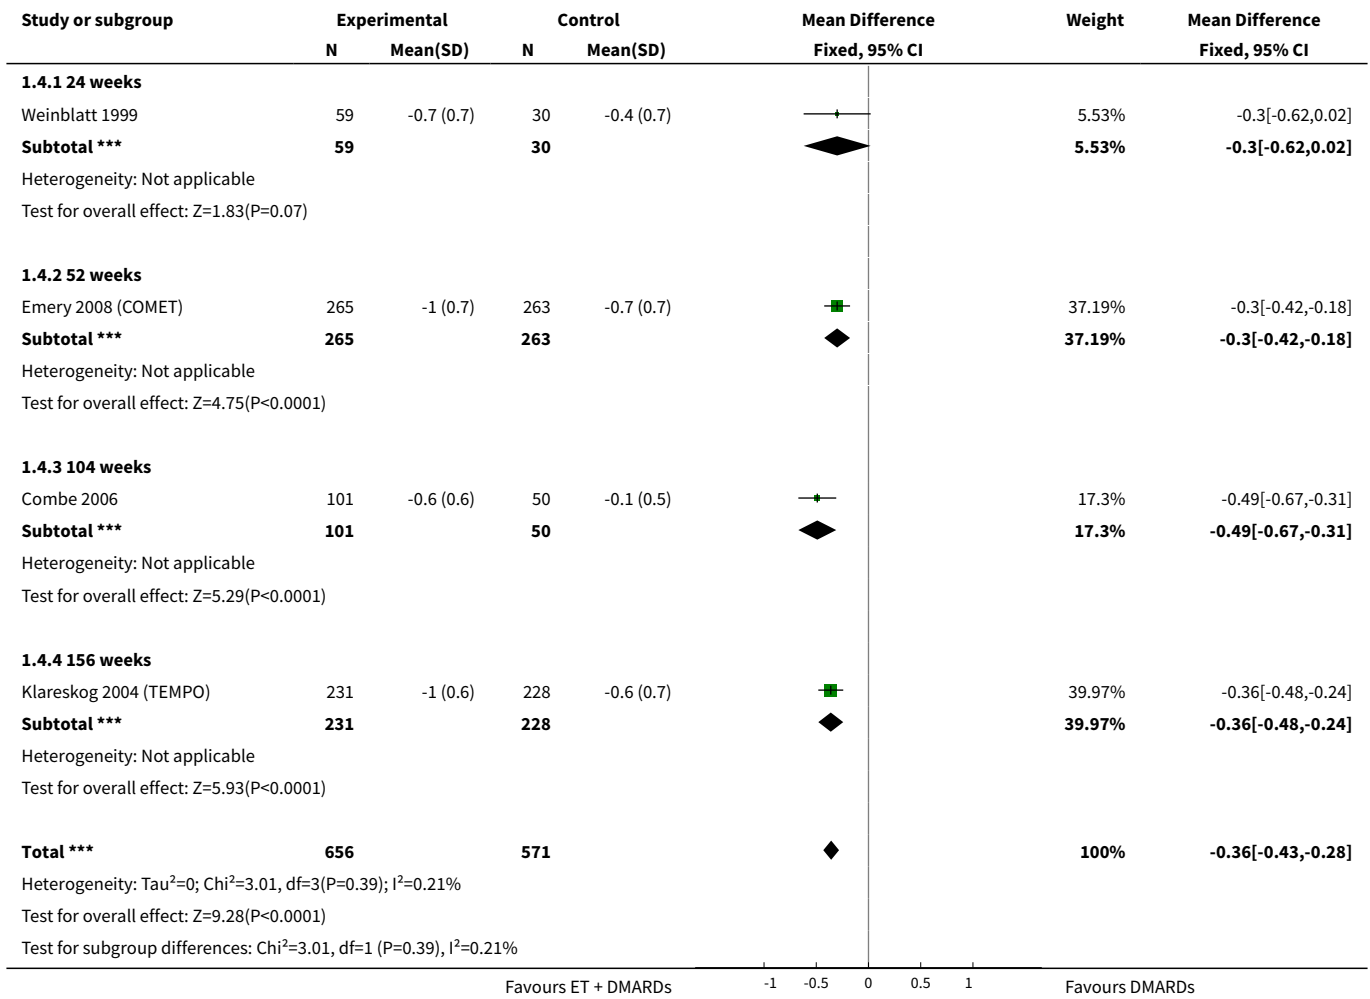 Study or subgroup Experimental Control Mean Difference Weight Mean Difference
N Mean(SD) N Mean(SD) Fixed, 95% CI Fixed, 95% CI
1.4.1 24 weeks
Weinblatt 1999 59 -0.7 (0.7) 30 -0.4 (0.7) 5.53% -0.3[-0.62,0.02]
Subtotal *** 59 30 5.53% -0.3[-0.62,0.02]
Heterogeneity: Not applicable
Test for overall effect: Z=1.83(P=0.07)
1.4.2 52 weeks
Emery 2008 (COMET) 265 -1 (0.7) 263 -0.7 (0.7) 37.19% -0.3[-0.42,-0.18]
Subtotal *** 265 263 37.19% -0.3[-0.42,-0.18]
Heterogeneity: Not applicable
Test for overall effect: Z=4.75(P<0.0001)
1.4.3 104 weeks
Combe 2006 101 -0.6 (0.6) 50 -0.1 (0.5) 17.3% -0.49[-0.67,-0.31]
Subtotal *** 101 50 17.3% -0.49[-0.67,-0.31]
Heterogeneity: Not applicable
Test for overall effect: Z=5.29(P<0.0001)
1.4.4 156 weeks
Klareskog 2004 (TEMPO) 231 -1 (0.6) 228 -0.6 (0.7) 39.97% -0.36[-0.48,-0.24]
Subtotal *** 231 228 39.97% -0.36[-0.48,-0.24]
Heterogeneity: Not applicable
Test for overall effect: Z=5.93(P<0.0001)
Total *** 656 571 100% -0.36[-0.43,-0.28]
Heterogeneity: Tau²=0; Chi²=3.01, df=3(P=0.39); I²=0.21%
Test for overall effect: Z=9.28(P<0.0001)
Test for subgroup differences: Chi²=3.01, df=1 (P=0.39), I²=0.21%
Favours ET + DMARDs -1 -0.5 0 0.5 1 Favours DMARDs